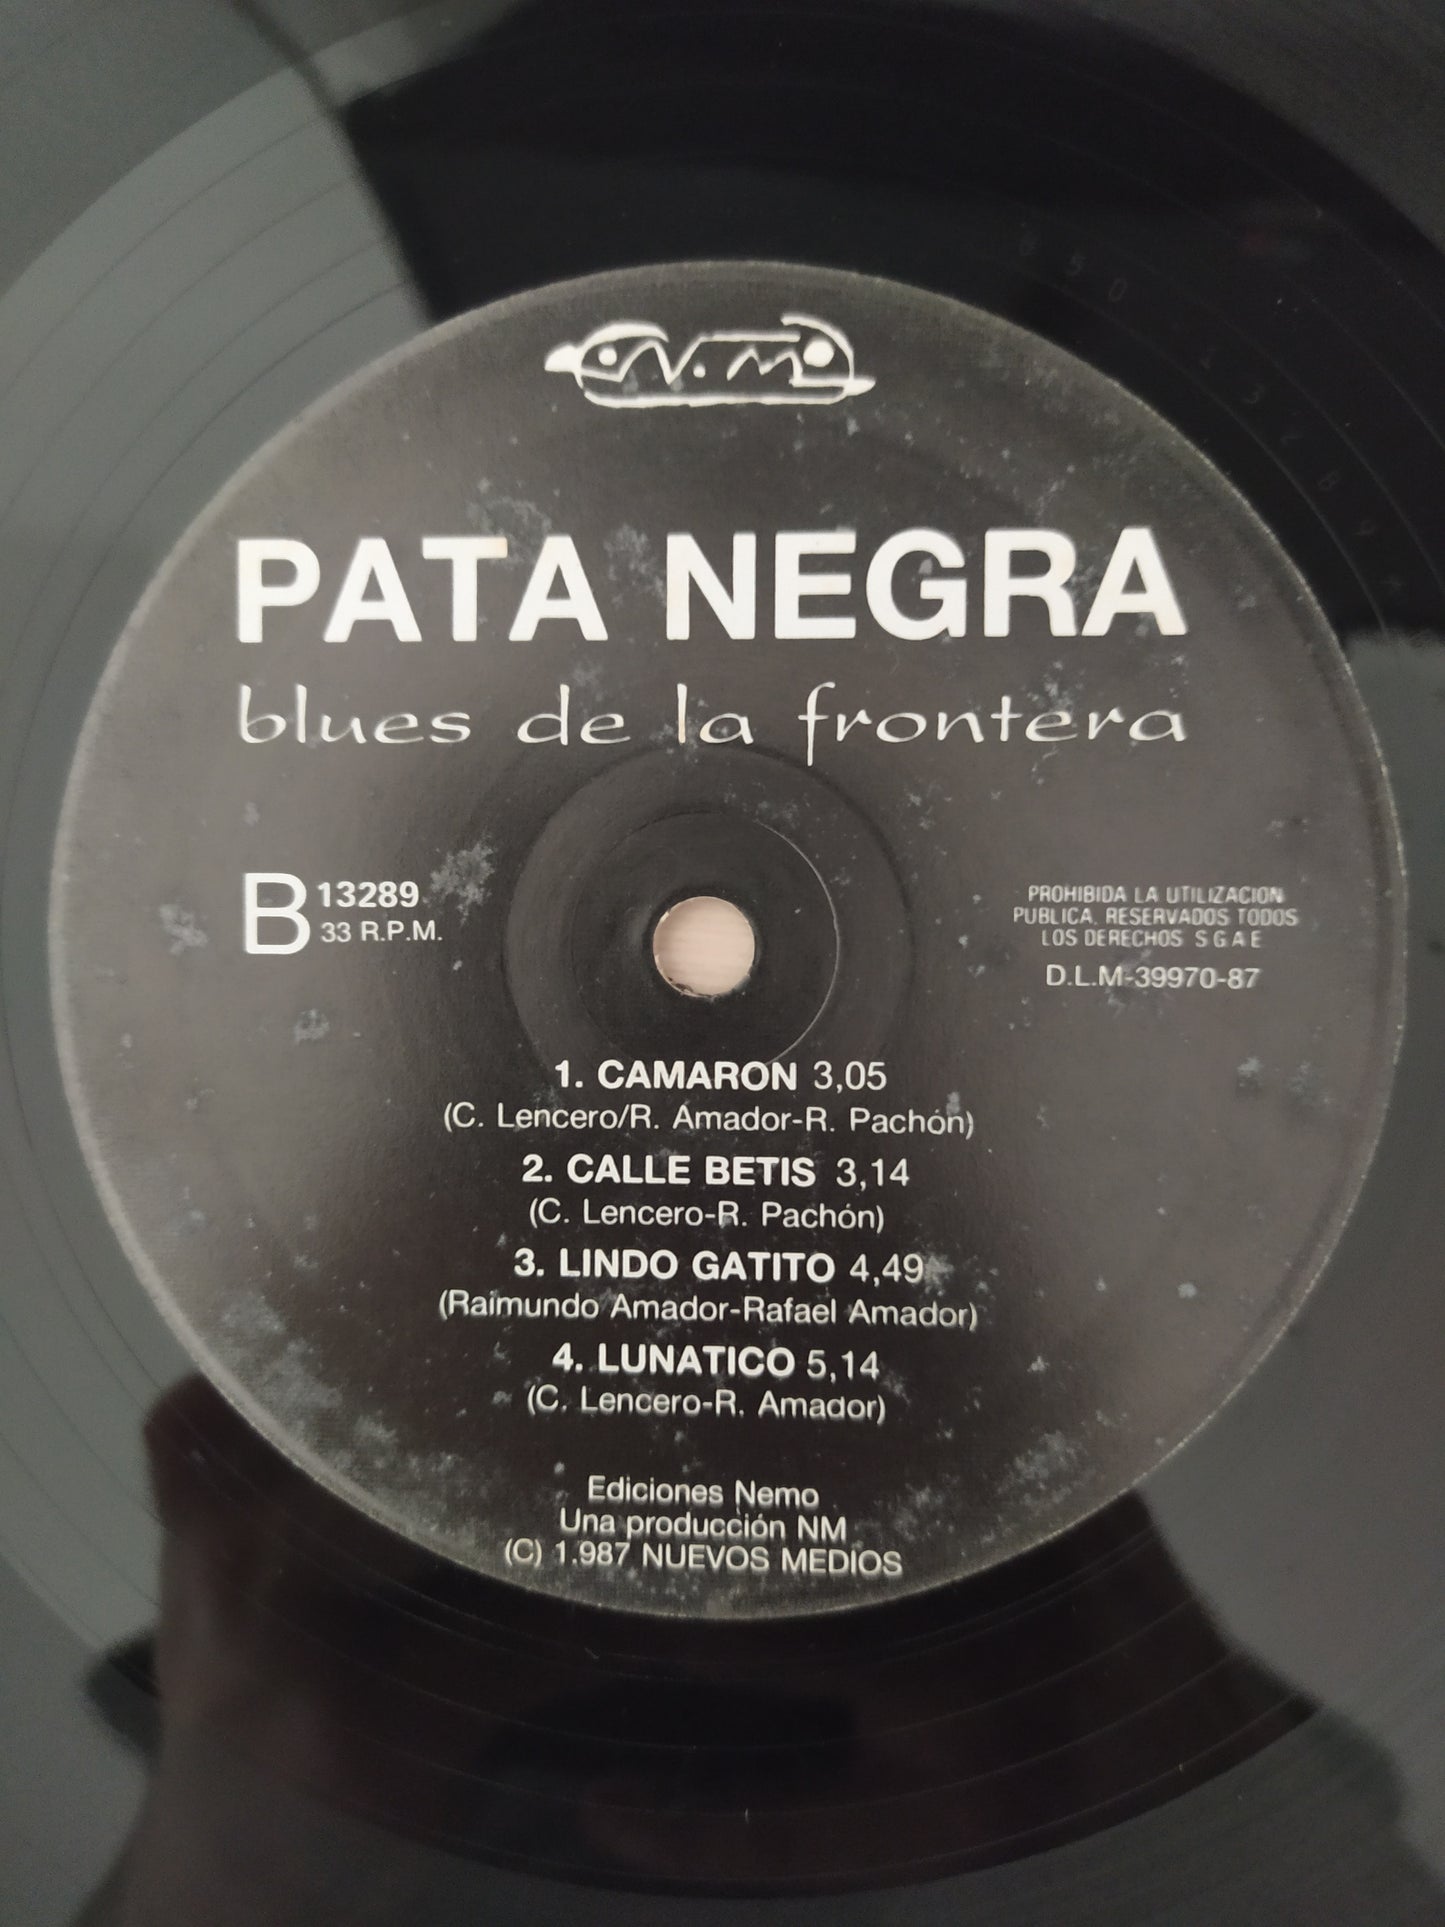 N.M
PATA NEGRA
blues de la frontera
B 13289
33 R.P.M.
PROHIBIDA LA UTILIZACION
PUBLICA. RESERVADOS TODOS
LOS DERECHOS S G A E
D.L.M-39970-87
1. CAMARON 3,05
(C. Lencero/R. Amador-R. Pachón)
2. CALLE BETIS 3,14
(C. Lencero-R. Pachón)
3. LINDO GATITO 4,49
(Raimundo Amador-Rafael Amador)
4. LUNATICO 5,14
(C. Lencero-R. Amador)
Ediciones Nemo
Una producción NM
(C) 1.987 NUEVOS MEDIOS